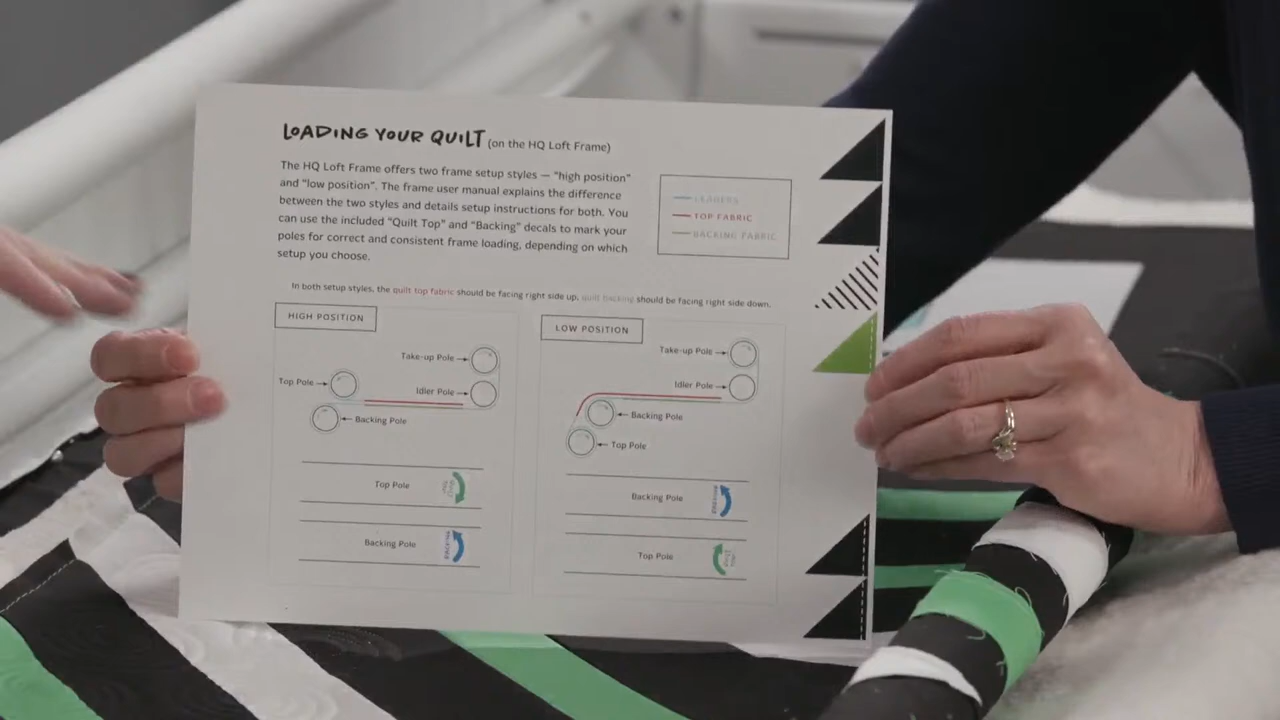 LOADING YOUR QUILT (on the HQ Loft Frame)
The HQ Loft Frame offers two frame setup styles — "high position"
and "low position". The frame user manual explains the difference
between the two styles and details setup instructions for both. You
can use the included "Quilt Top" and "Backing" decals to mark your
poles for correct and consistent frame loading, depending on which
setup you choose.
LEADERS
TOP FABRIC
BACKING FABRIC
In both setup styles, the quilt top fabric should be facing right side up, quilt backing should be facing right side down.
HIGH POSITION
Take-up Pole
Top Pole
Idler Pole
Backing Pole
Top Pole
Backing Pole
BACKING
LOW POSITION
Take-up Pole
Idler Pole
Backing Pole
Top Pole
Backing Pole
BACKING
Top Pole